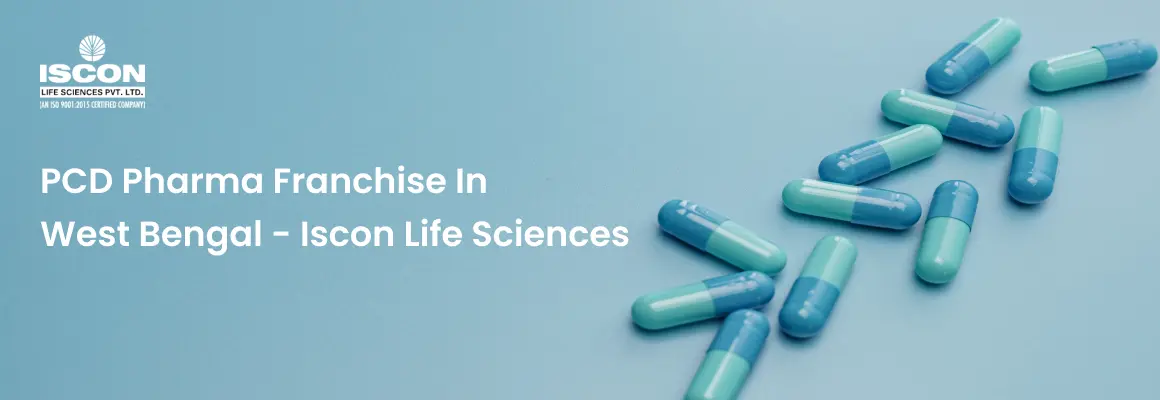 ISCON
LIFE SCIENCES PVT. LTD.
(AN ISO 9001:2015 CERTIFIED COMPANY)
PCD Pharma Franchise In
West Bengal - Iscon Life Sciences